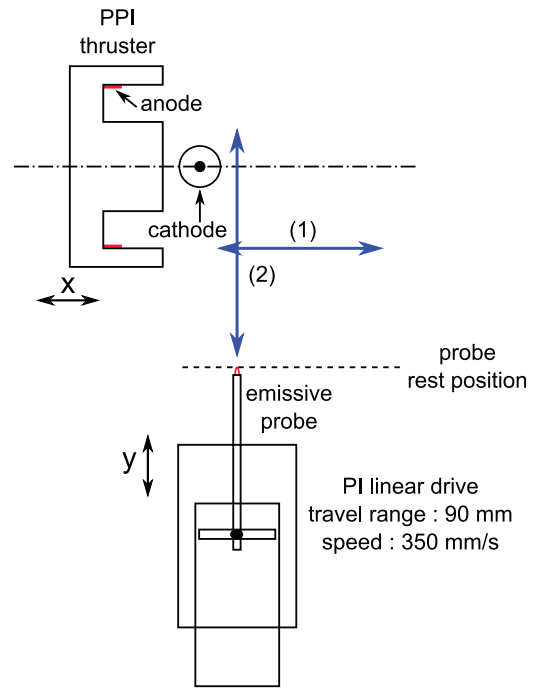 PPI
thruster
anode
cathode
(1)
(2)
x
probe
rest position
emissive
probe
y
PI linear drive
travel range : 90 mm
speed : 350 mm/s